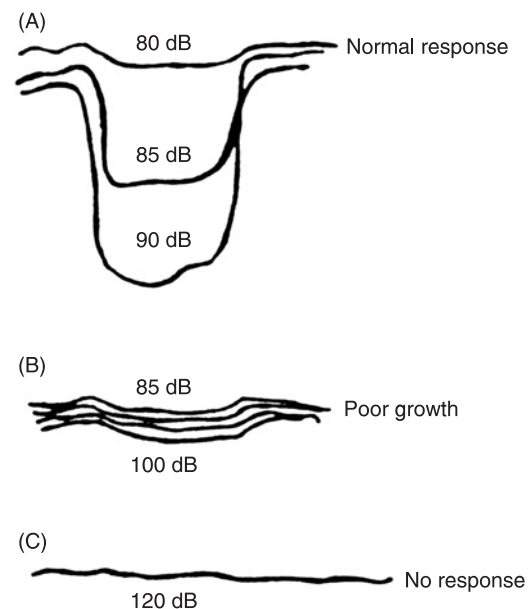 (A)
80 dB
Normal response
85 dB
90 dB
(B)
85 dB
Poor growth
100 dB
(C)
No response
120 dB